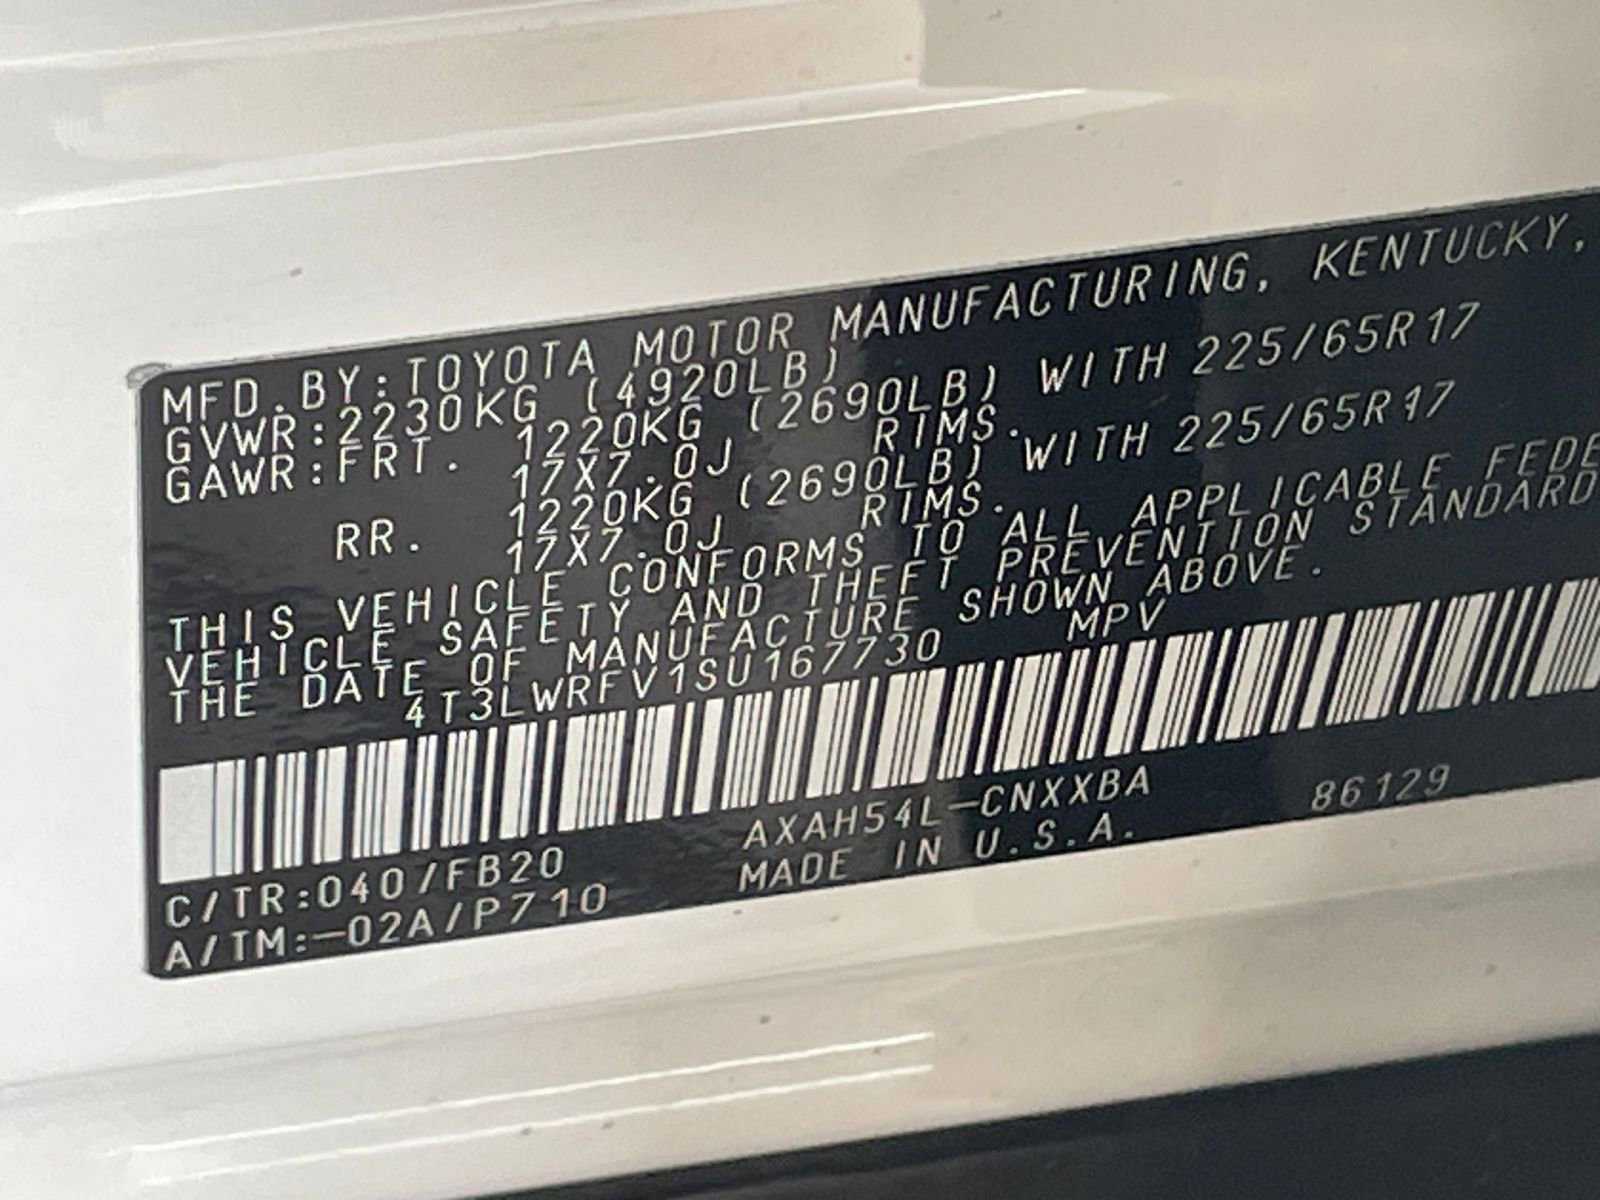 MFD.BY:TOYOTA MOTOR MANUFACTURING, KENTUCKY,
GVWR:2230KG (4920LB)
GAWR:FRT. 1220KG (2690LB) WITH 225/65R17
17X7.0J RIMS.
RR. 1220KG (2690LB) WITH 225/65R17
17X7.0J RIMS.
THIS VEHICLE CONFORMS TO ALL APPLICABLE FEDE
VEHICLE SAFETY AND THEFT PREVENTION STANDARD
THE DATE OF MANUFACTURE SHOWN ABOVE.
4T3LWRFV1SU167730 MPV
C/TR:040/FB20 AXAH54L-CNXXBA 86129
A/TM:-02A/P710 MADE IN U.S.A.